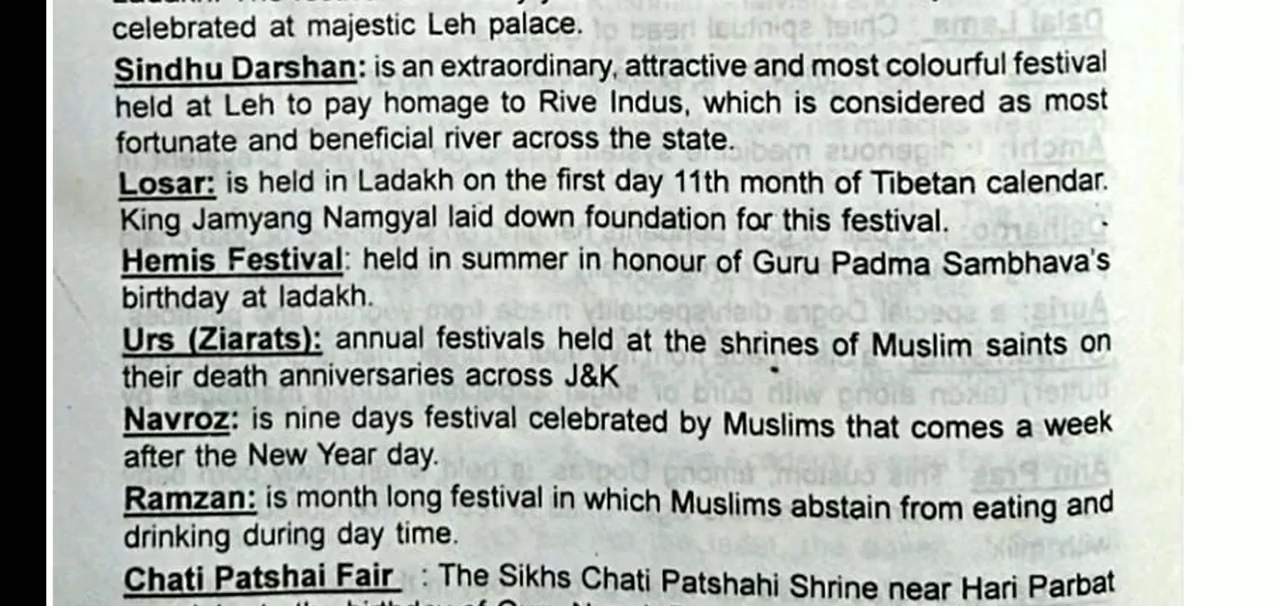 celebrated at majestic Leh palace.
Sindhu Darshan: is an extraordinary, attractive and most colourful festival
held at Leh to pay homage to Rive Indus, which is considered as most
fortunate and beneficial river across the state.
Losar: is held in Ladakh on the first day 11th month of Tibetan calendar.
King Jamyang Namgyal laid down foundation for this festival.
Hemis Festival: held in summer in honour of Guru Padma Sambhava's
birthday at ladakh.
Urs (Ziarats): annual festivals held at the shrines of Muslim saints on
their death anniversaries across J&K
Navroz: is nine days festival celebrated by Muslims that comes a week
after the New Year day.
Ramzan: is month long festival in which Muslims abstain from eating and
drinking during day time.
Chati Patshai Fair : The Sikhs Chati Patshahi Shrine near Hari Parbat